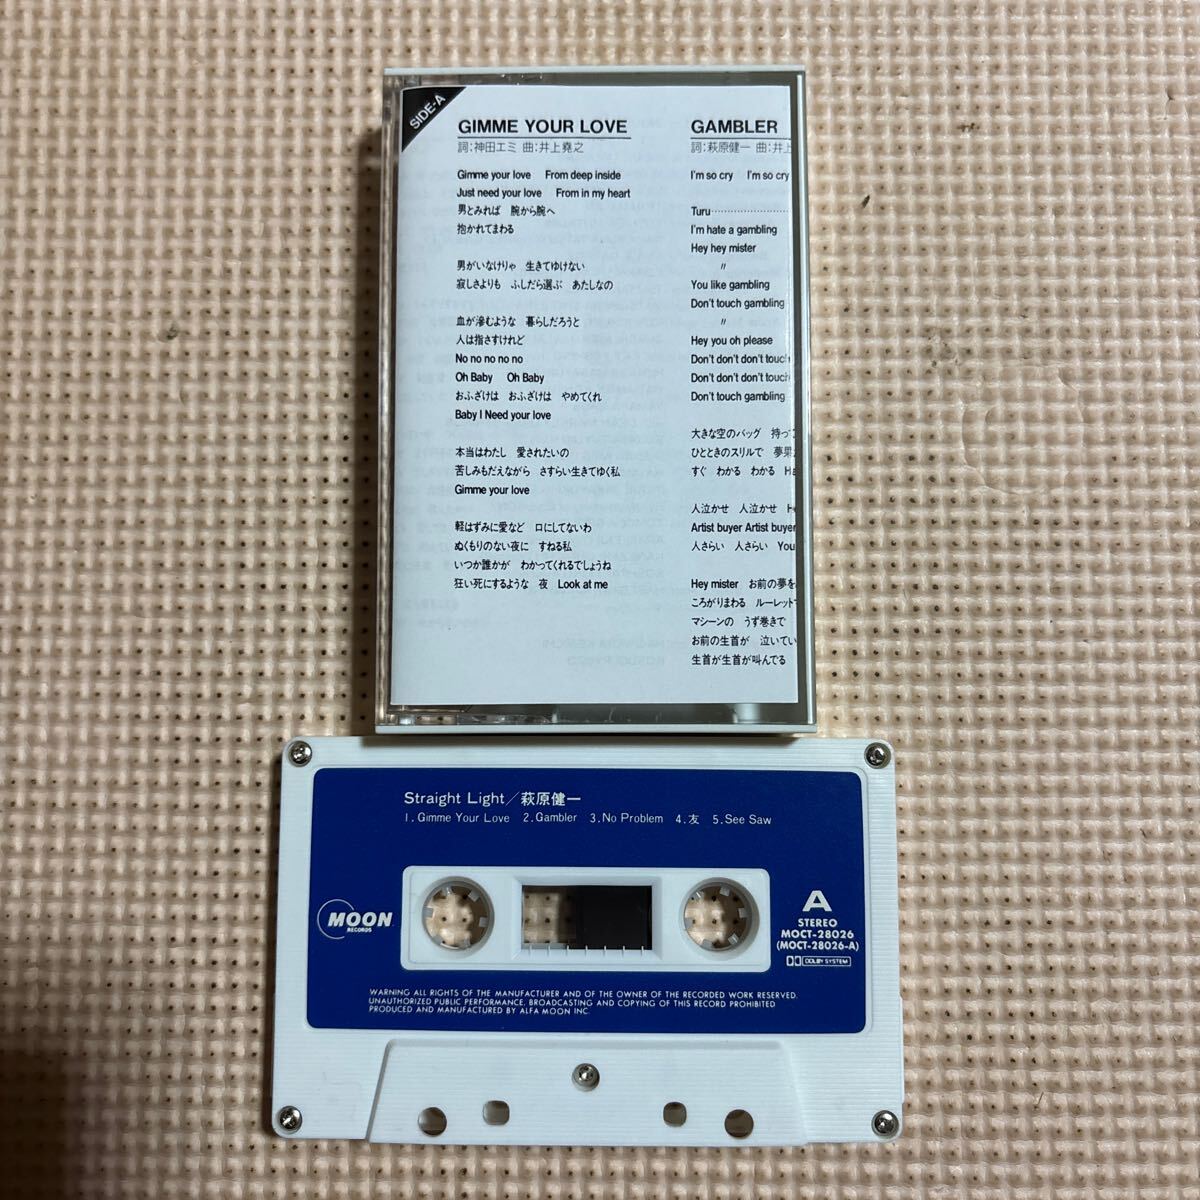 SIDE-A
GIMME YOUR LOVE
詞:神田エミ 曲:井上堯之
Gimme your love From deep inside
Just need your love From in my heart
男とみれば 腕から腕へ
抱かれてまわる
男がいなけりゃ 生きてゆけない
寂しさよりも ふしだら選ぶ あたしなの
血が滲むような 暮らしだろうと
人は指さすけれど
No no no no no
Oh Baby Oh Baby
おふざけは おふざけは やめてくれ
Baby I Need your love
本当はわたし 愛されたいの
苦しみもだえながら さすらい生きてゆく私
Gimme your love
軽はずみに愛など 口にしてないわ
ぬくもりのない夜に すねる私
いつか誰かが わかってくれるでしょうね
狂い死にするような 夜 Look at me
GAMBLER
詞:萩原健一 曲:井上
I'm so cry I'm so cry
Turu……………………
I'm hate a gambling
Hey hey mister
〃
You like gambling
Don't touch gambling
〃
Hey you oh please
Don't don't don't touch
Don't don't don't touch
Don't touch gambling
大きな空のバッグ 持って
ひとときのスリルで 夢果
すぐ わかる わかる Ha
人泣かせ 人泣かせ
Artist buyer Artist buyer
人さらい 人さらい You
Hey mister お前の夢を
ころがりまわる ルーレット
マシーンの うず巻きで
お前の生首が 泣いてい
生首が生首が叫んでる
Straight Light/萩原健一
1.Gimme Your Love 2.Gambler 3.No Problem 4.友 5.See Saw
MOON
RECORDS
A
STEREO
MOCT-28026
(MOCT-28026-A)
DOLBY SYSTEM
WARNING ALL RIGHTS OF THE MANUFACTURER AND OF THE OWNER OF THE RECORDED WORK RESERVED.
UNAUTHORIZED PUBLIC PERFORMANCE, BROADCASTING AND COPYING OF THIS RECORD PROHIBITED
PRODUCED AND MANUFACTURED BY ALFA MOON INC.